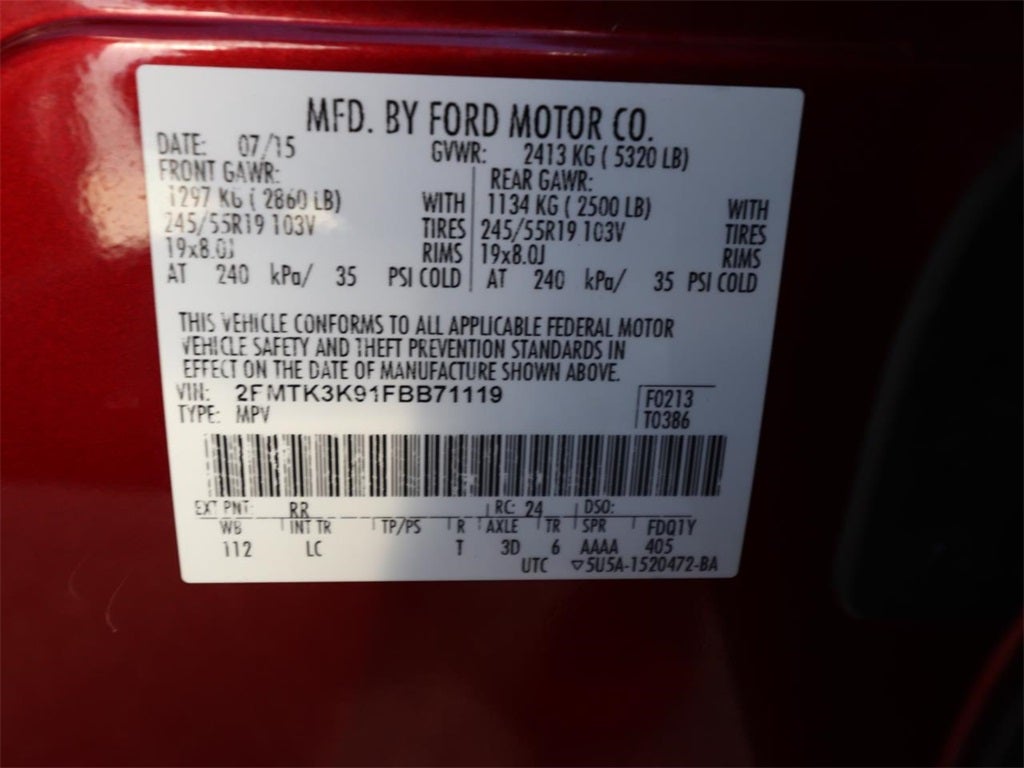 MFD. BY FORD MOTOR CO.
DATE: 07/15 GVWR: 2413 KG ( 5320 LB)
FRONT GAWR: REAR GAWR:
1297 KG ( 2860 LB) WITH 1134 KG ( 2500 LB) WITH
245/55R19 103V TIRES 245/55R19 103V TIRES
19x8.0J RIMS 19x8.0J RIMS
AT 240 kPa/ 35 PSI COLD AT 240 kPa/ 35 PSI COLD
THIS VEHICLE CONFORMS TO ALL APPLICABLE FEDERAL MOTOR
VEHICLE SAFETY AND THEFT PREVENTION STANDARDS IN
EFFECT ON THE DATE OF MANUFACTURE SHOWN ABOVE.
VIN: 2FMTK3K91FBB71119 F0213
TYPE: MPV T0386
EXT PNT: RR RC: 24 DSO:
WB INT TR TP/PS R AXLE TR SPR FDQ1Y
112 LC T 3D 6 AAAA 405
UTC ▽5U5A-1520472-BA